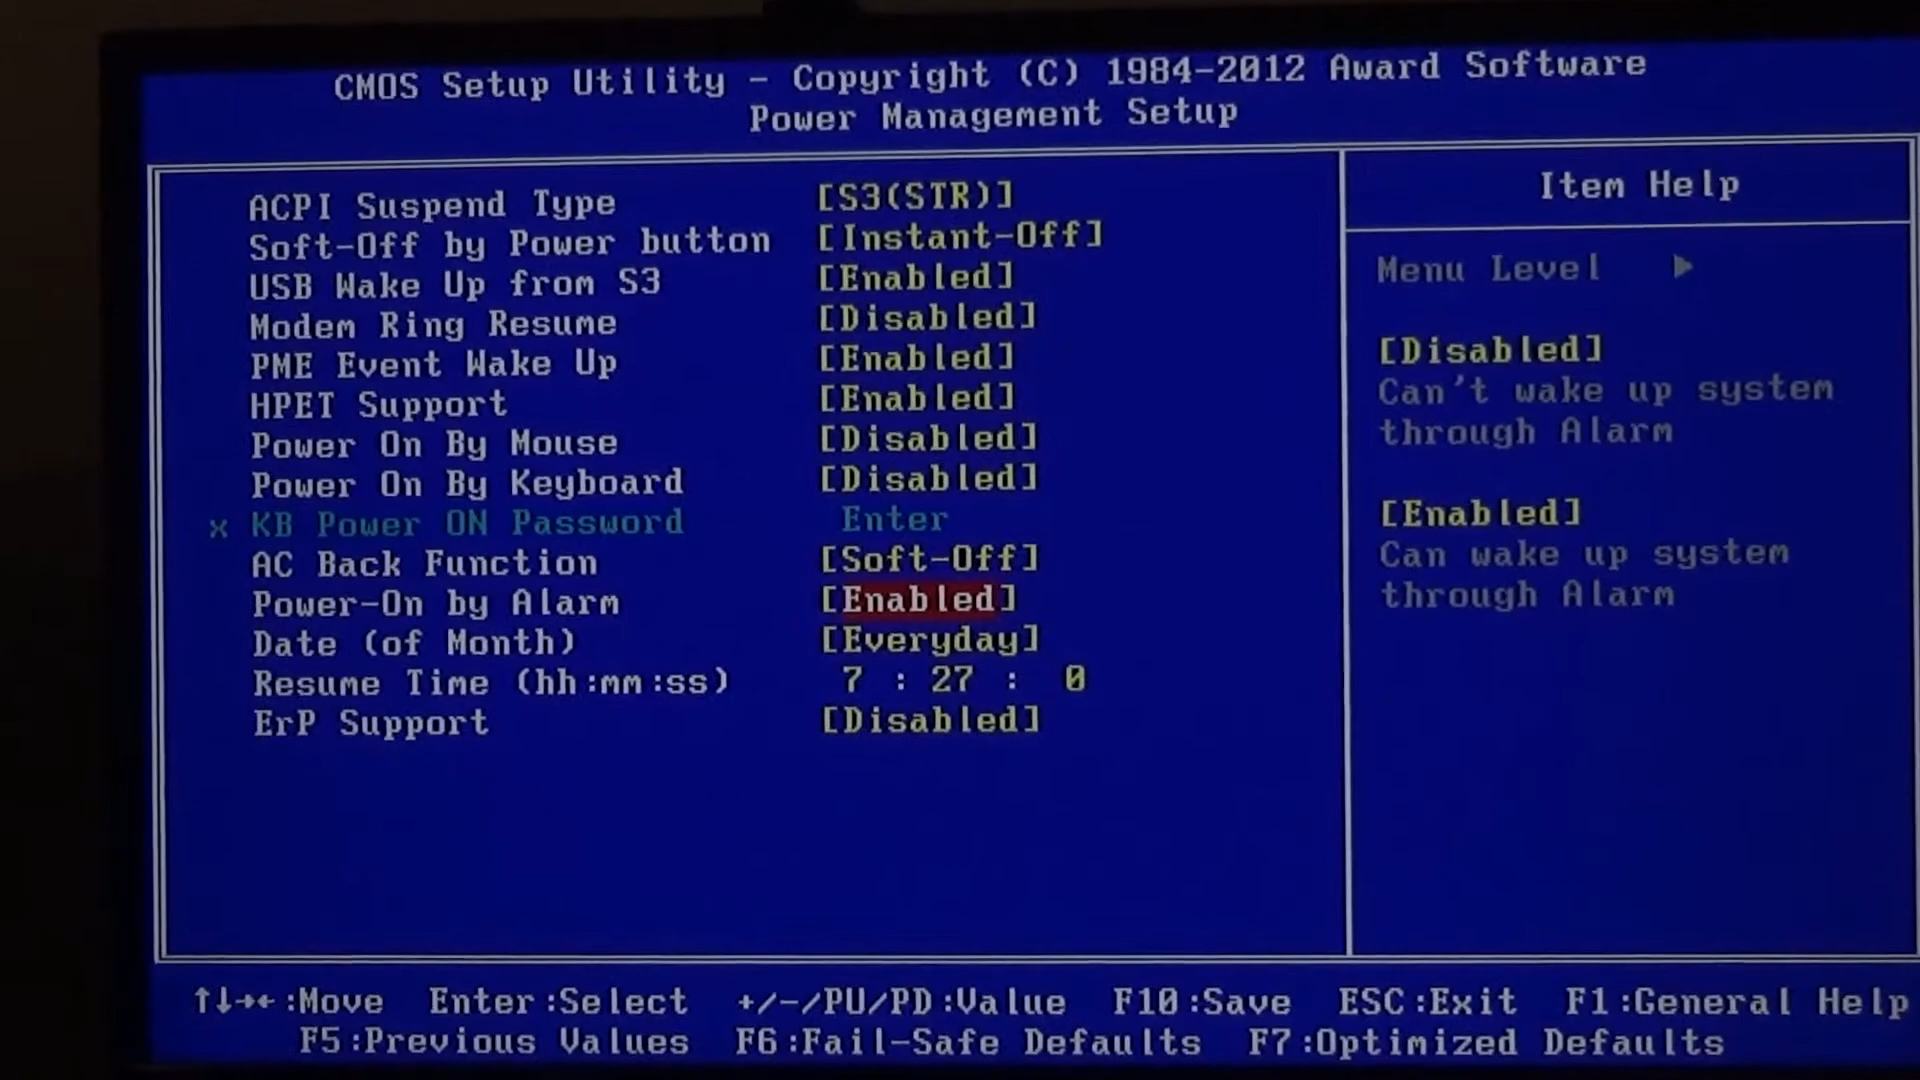 CMOS Setup Utility - Copyright (C) 1984-2012 Award Software
Power Management Setup
ACPI Suspend Type [S3(STR)]
Soft-Off by Power button [Instant-Off]
USB Wake Up from S3 [Enabled]
Modem Ring Resume [Disabled]
PME Event Wake Up [Enabled]
HPET Support [Enabled]
Power On By Mouse [Disabled]
Power On By Keyboard [Disabled]
x KB Power ON Password Enter
AC Back Function [Soft-Off]
Power-On by Alarm [Enabled]
Date (of Month) [Everyday]
Resume Time (hh:mm:ss) 7 : 27 : 0
ErP Support [Disabled]
Item Help
Menu Level ▶
[Disabled]
Can't wake up system
through Alarm
[Enabled]
Can wake up system
through Alarm
↑↓→←:Move Enter:Select +/-/PU/PD:Value F10:Save ESC:Exit F1:General Help
F5:Previous Values F6:Fail-Safe Defaults F7:Optimized Defaults